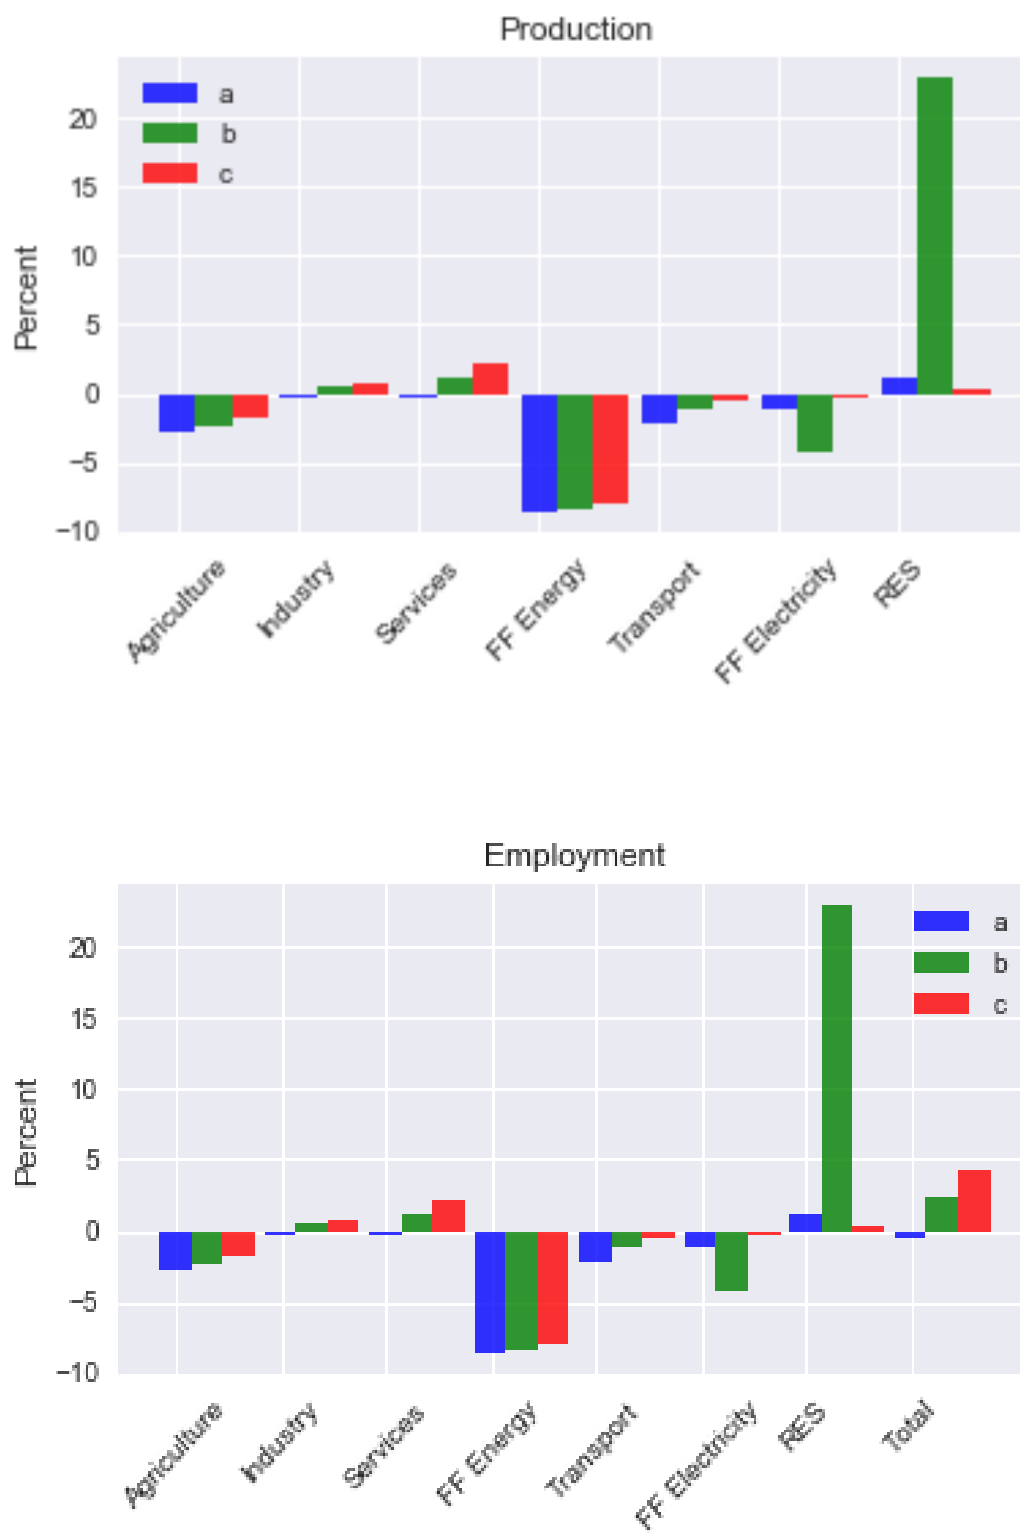 Production
a
b
c
20
15
10
5
0
−5
−10
Percent
Agriculture
Industry
Services
FF Energy
Transport
FF Electricity
RES
Employment
a
b
c
20
15
10
5
0
−5
−10
Percent
Agriculture
Industry
Services
FF Energy
Transport
FF Electricity
RES
Total